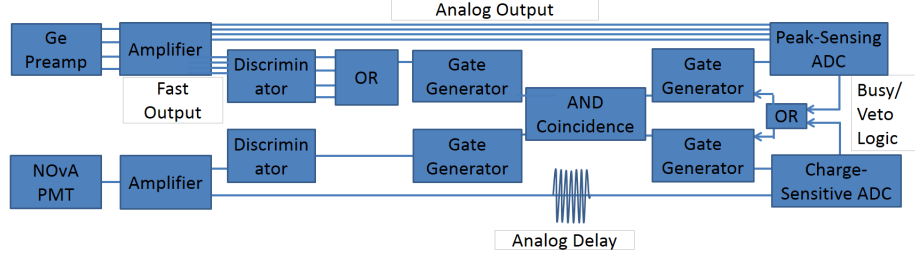 Analog Output
Ge
Preamp
Amplifier
Fast
Output
Discrimin
ator
OR
Gate
Generator
AND
Coincidence
Gate
Generator
Peak-Sensing
ADC
OR
Busy/
Veto
Logic
NOvA
PMT
Amplifier
Discrimin
ator
Gate
Generator
Gate
Generator
Charge-
Sensitive ADC
Analog Delay